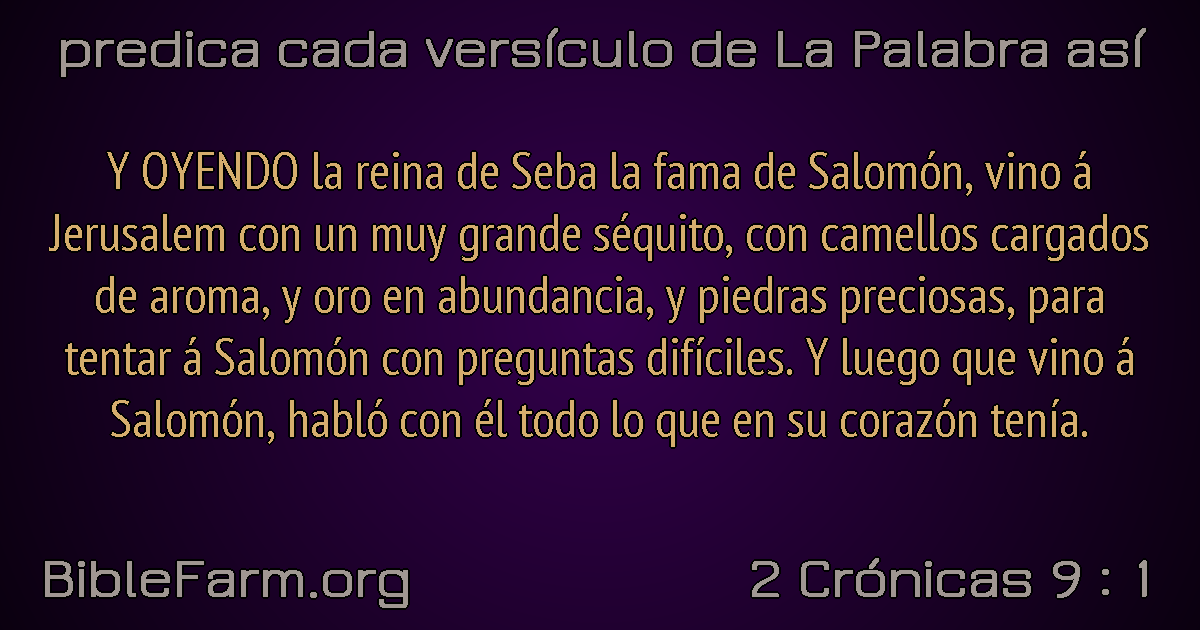 predica cada versículo de La Palabra así
Y OYENDO la reina de Seba la fama de Salomón, vino á
Jerusalem con un muy grande séquito, con camellos cargados
de aroma, y oro en abundancia, y piedras preciosas, para
tentar á Salomón con preguntas difíciles. Y luego que vino á
Salomón, habló con él todo lo que en su corazón tenía.
BibleFarm.org
2 Crónicas 9 : 1